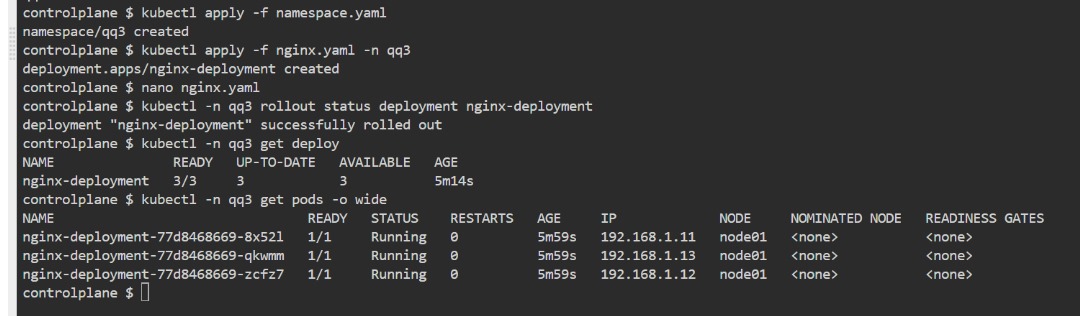 controlplane $ kubectl apply -f namespace.yaml
namespace/qq3 created
controlplane $ kubectl apply -f nginx.yaml -n qq3
deployment.apps/nginx-deployment created
controlplane $ nano nginx.yaml
controlplane $ kubectl -n qq3 rollout status deployment nginx-deployment
deployment "nginx-deployment" successfully rolled out
controlplane $ kubectl -n qq3 get deploy
NAME               READY   UP-TO-DATE   AVAILABLE   AGE
nginx-deployment   3/3     3            3           5m14s
controlplane $ kubectl -n qq3 get pods -o wide
NAME                                READY   STATUS    RESTARTS   AGE     IP             NODE     NOMINATED NODE   READINESS GATES
nginx-deployment-77d8468669-8x52l   1/1     Running   0          5m59s   192.168.1.11   node01   <none>           <none>
nginx-deployment-77d8468669-qkwmm   1/1     Running   0          5m59s   192.168.1.13   node01   <none>           <none>
nginx-deployment-77d8468669-zcfz7   1/1     Running   0          5m59s   192.168.1.12   node01   <none>           <none>
controlplane $